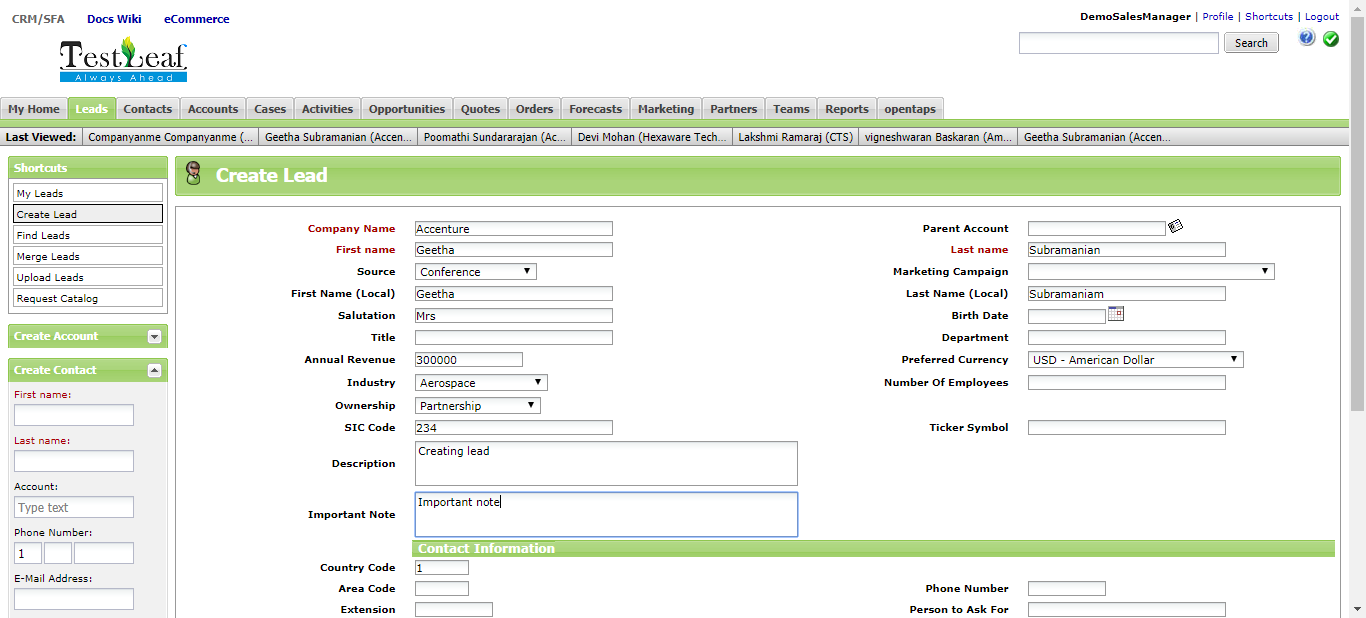 CRM/SFA Docs Wiki eCommerce
DemoSalesManager | Profile | Shortcuts | Logout
TestLeaf
Always Ahead
Search
?
My Home Leads Contacts Accounts Cases Activities Opportunities Quotes Orders Forecasts Marketing Partners Teams Reports opentaps
Last Viewed: Companyanme Companyanme (... Geetha Subramanian (Accen... Poomathi Sundararajan (Ac... Devi Mohan (Hexaware Tech... Lakshmi Ramaraj (CTS) vigneshwaran Baskaran (Am... Geetha Subramanian (Accen...
Shortcuts
My Leads
Create Lead
Find Leads
Merge Leads
Upload Leads
Request Catalog
Create Account
Create Contact
First name:
Last name:
Account:
Type text
Phone Number:
1
E-Mail Address:
Create Lead
Company Name Accenture Parent Account
First name Geetha Last name Subramanian
Source Conference Marketing Campaign
First Name (Local) Geetha Last Name (Local) Subramaniam
Salutation Mrs Birth Date
Title Department
Annual Revenue 300000 Preferred Currency USD - American Dollar
Industry Aerospace Number Of Employees
Ownership Partnership
SIC Code 234 Ticker Symbol
Description Creating lead
Important Note Important note
Contact Information
Country Code 1
Area Code Phone Number
Extension Person to Ask For